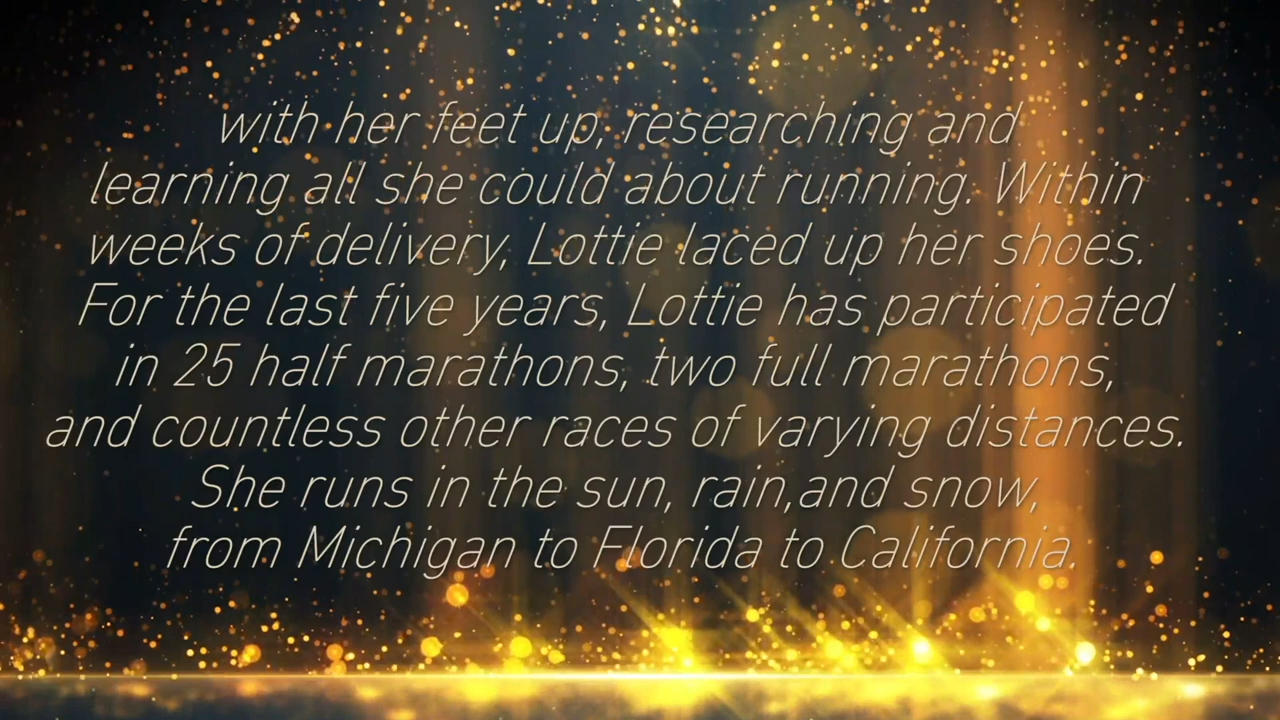 with her feet up, researching and
learning all she could about running. Within
weeks of delivery, Lottie laced up her shoes.
For the last five years, Lottie has participated
in 25 half marathons, two full marathons,
and countless other races of varying distances.
She runs in the sun, rain,and snow,
from Michigan to Florida to California.